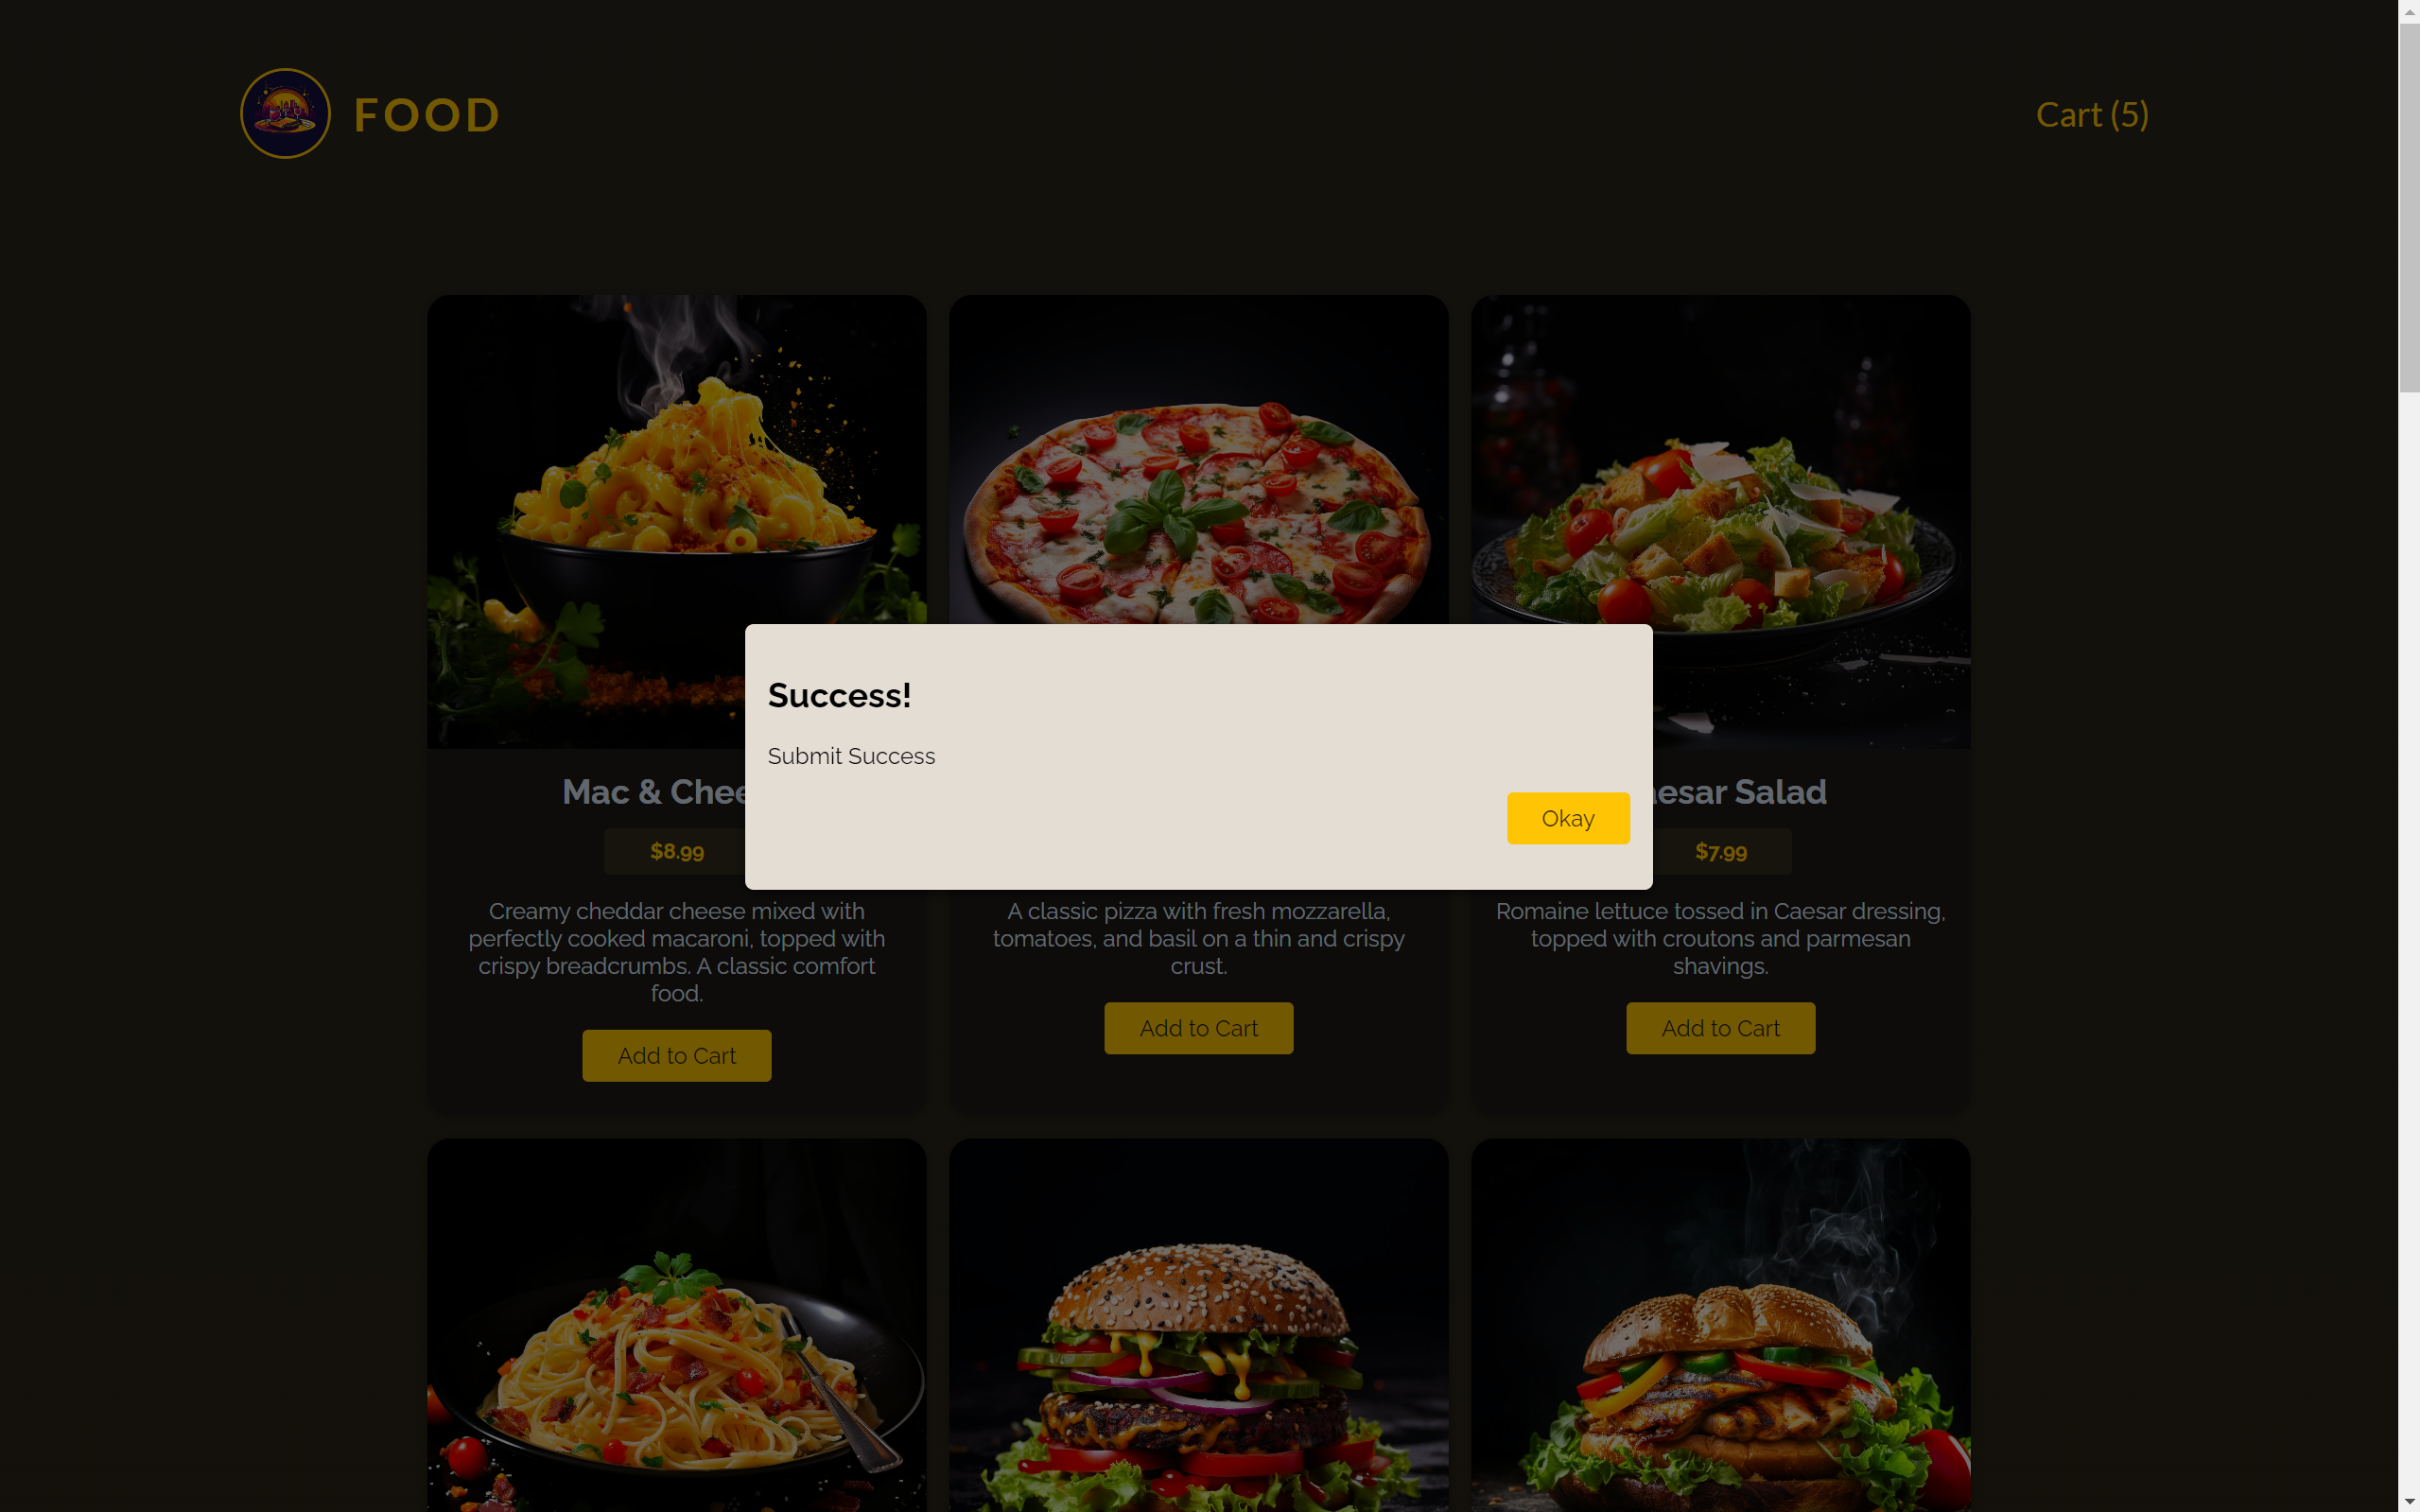 FOOD
Cart (5)
Success!
Submit Success
Okay
Mac & Chee
esar Salad
$8.99
$7.99
Creamy cheddar cheese mixed with
perfectly cooked macaroni, topped with
crispy breadcrumbs. A classic comfort
food.
Add to Cart
A classic pizza with fresh mozzarella,
tomatoes, and basil on a thin and crispy
crust.
Add to Cart
Romaine lettuce tossed in Caesar dressing,
topped with croutons and parmesan
shavings.
Add to Cart